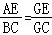 AE/BC = GE/GC